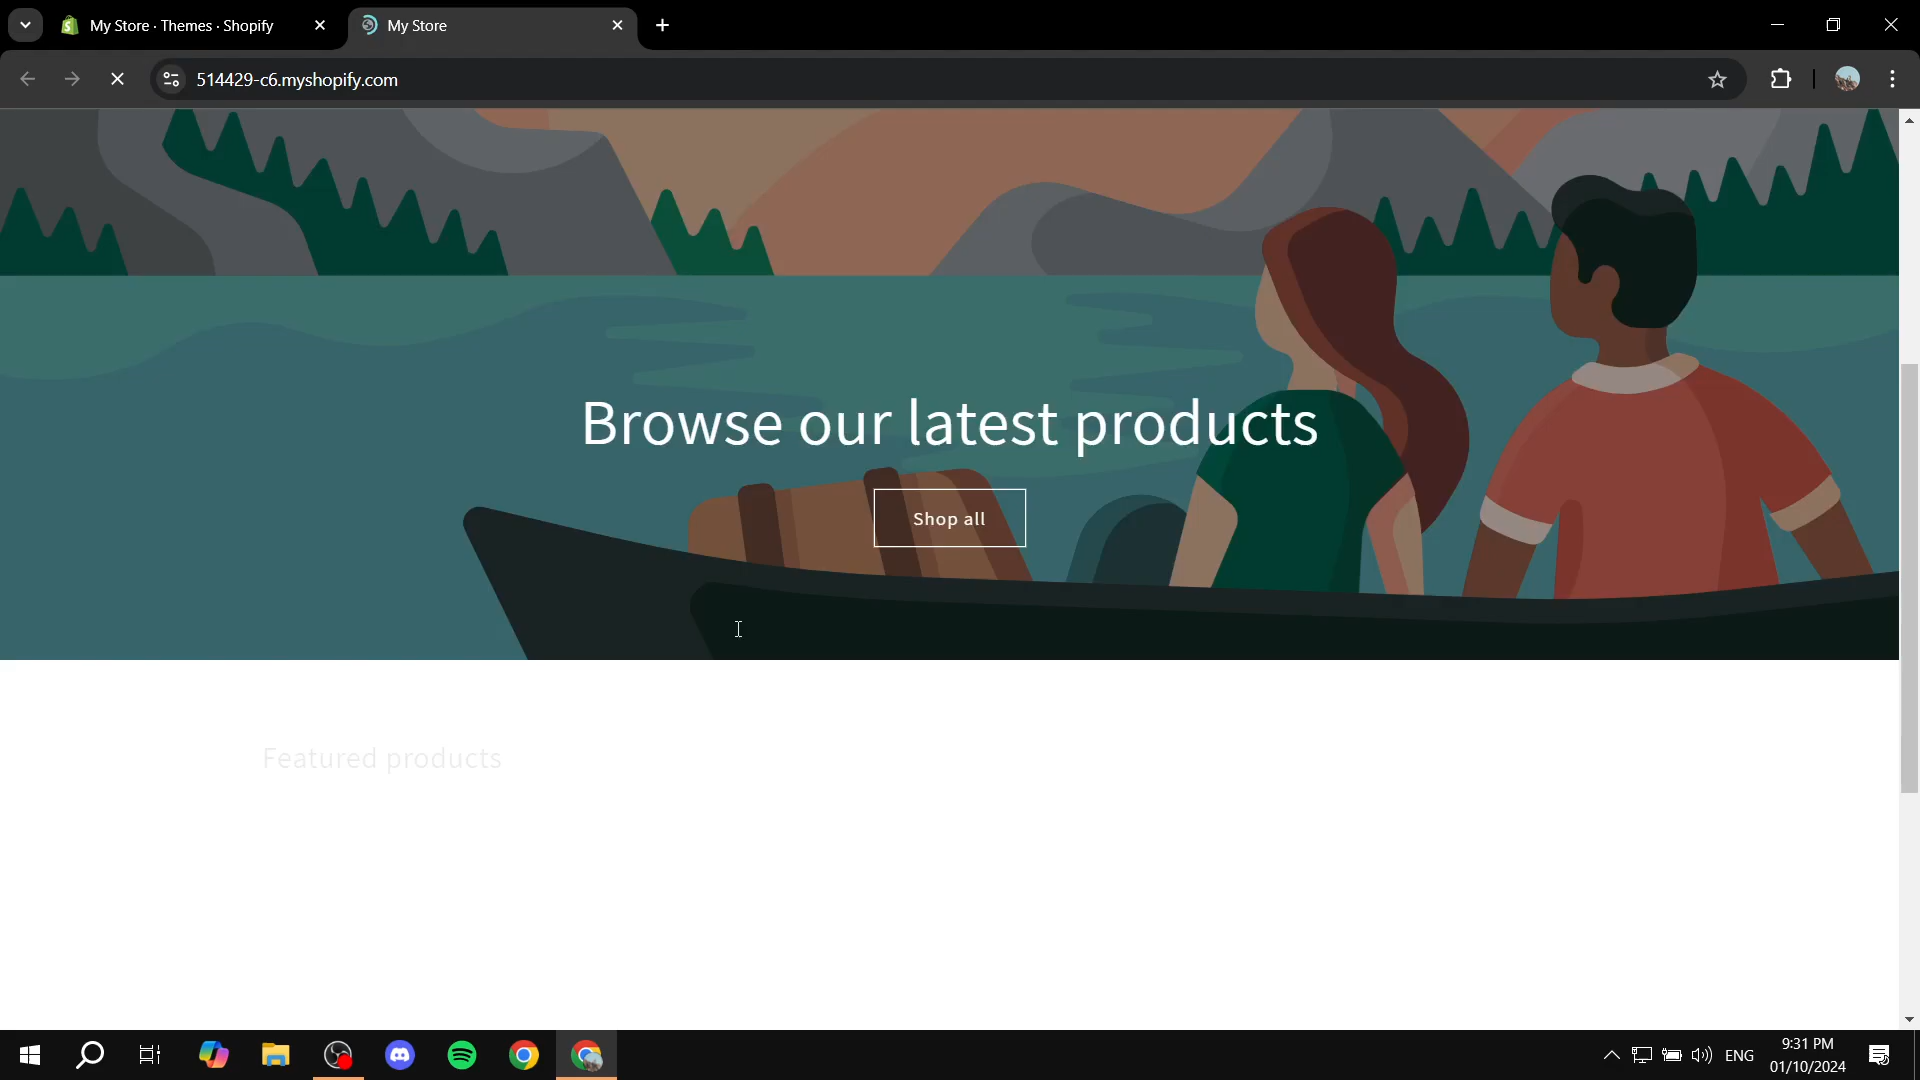 My Store · Themes · Shopify
My Store
514429-c6.myshopify.com
Browse our latest products
Shop all
Featured products
ENG
9:31 PM
01/10/2024